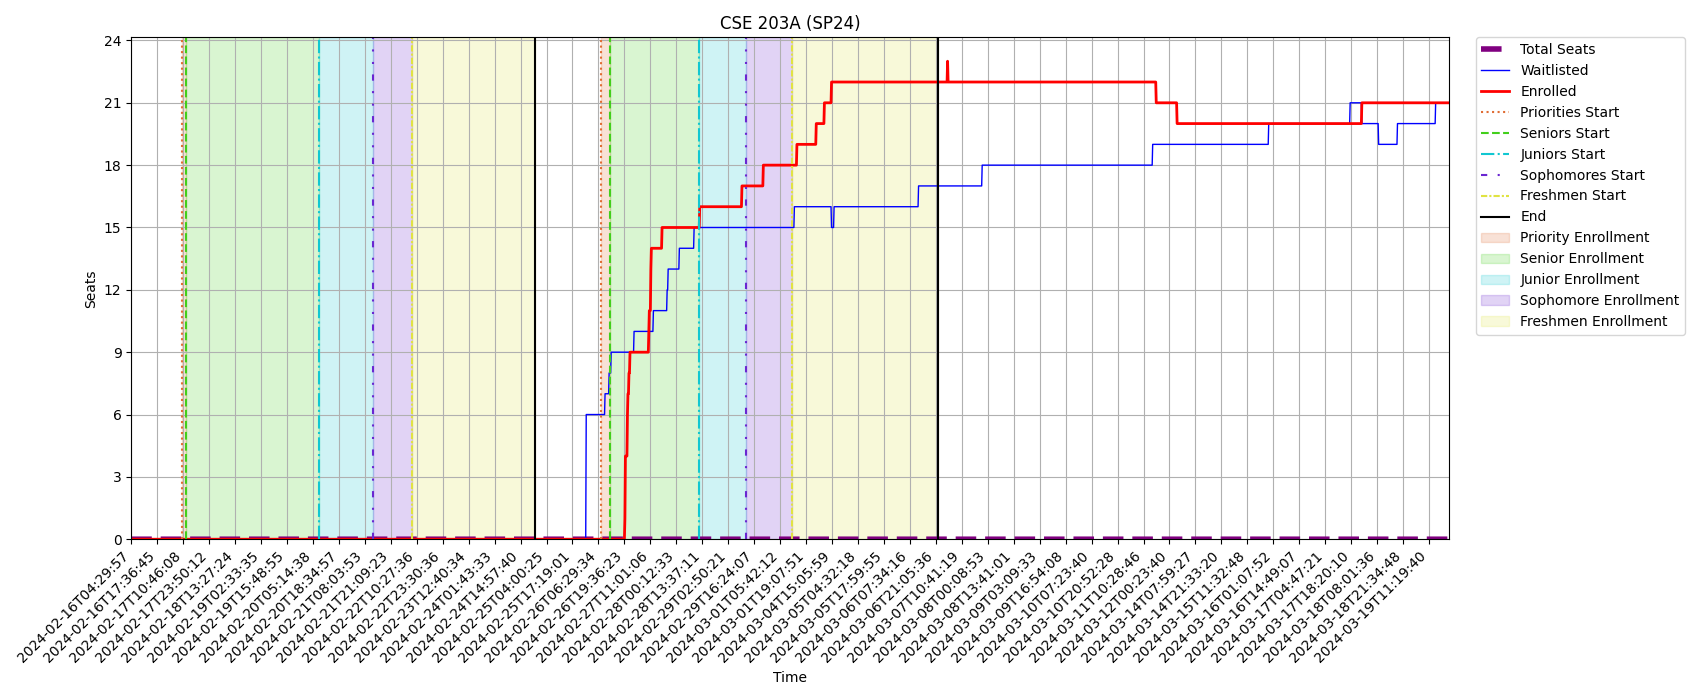 CSE 203A (SP24)
Seats
24
21
18
15
12
9
6
3
0
2024-02-16T04:29:57
2024-02-16T17:36:45
2024-02-17T10:46:08
2024-02-17T23:50:12
2024-02-18T13:27:24
2024-02-19T02:33:35
2024-02-19T15:48:55
2024-02-20T05:14:38
2024-02-20T18:34:57
2024-02-21T08:03:53
2024-02-21T21:09:23
2024-02-22T10:27:36
2024-02-22T23:30:36
2024-02-23T12:40:34
2024-02-24T01:43:33
2024-02-24T14:57:40
2024-02-25T04:00:25
2024-02-25T17:19:01
2024-02-26T06:29:34
2024-02-26T19:36:23
2024-02-27T11:01:06
2024-02-28T00:12:33
2024-02-28T13:37:11
2024-02-29T02:50:21
2024-02-29T16:24:07
2024-03-01T05:42:12
2024-03-01T19:07:51
2024-03-04T15:05:59
2024-03-05T04:32:18
2024-03-05T17:59:55
2024-03-06T07:34:16
2024-03-06T21:05:36
2024-03-07T10:41:19
2024-03-08T00:08:53
2024-03-08T13:41:01
2024-03-09T03:09:33
2024-03-09T16:54:08
2024-03-10T07:23:40
2024-03-10T20:52:28
2024-03-11T10:28:46
2024-03-12T00:23:40
2024-03-14T07:59:27
2024-03-14T21:33:20
2024-03-15T11:32:48
2024-03-16T01:07:52
2024-03-16T14:49:07
2024-03-17T04:47:21
2024-03-17T18:20:10
2024-03-18T08:01:36
2024-03-18T21:34:48
2024-03-19T11:19:40
Time
Total Seats
Waitlisted
Enrolled
Priorities Start
Seniors Start
Juniors Start
Sophomores Start
Freshmen Start
End
Priority Enrollment
Senior Enrollment
Junior Enrollment
Sophomore Enrollment
Freshmen Enrollment